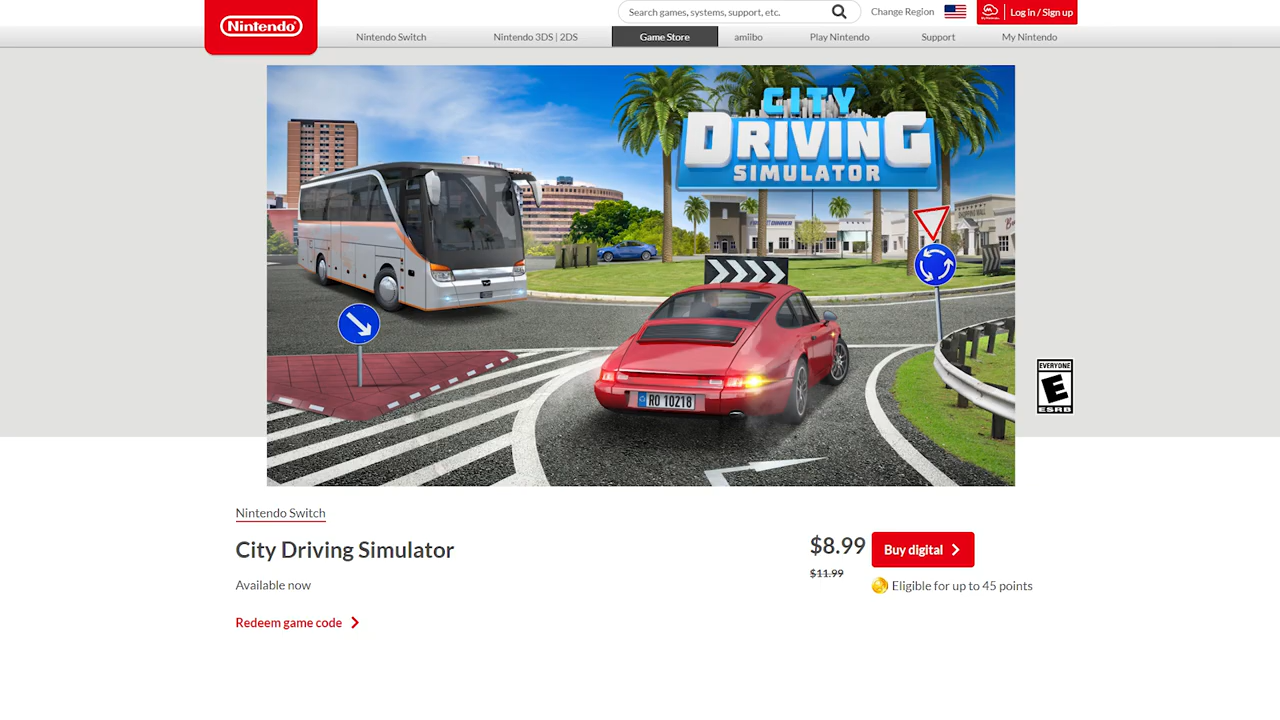 Nintendo
Search games, systems, support, etc.
Change Region
Log in / Sign up
Nintendo Switch
Nintendo 3DS | 2DS
Game Store
amiibo
Play Nintendo
Support
My Nintendo
CITY
DRIVING
SIMULATOR
RO 10218
EVERYONE
E
ESRB
Nintendo Switch
City Driving Simulator
Available now
Redeem game code
$8.99
$11.99
Buy digital
Eligible for up to 45 points